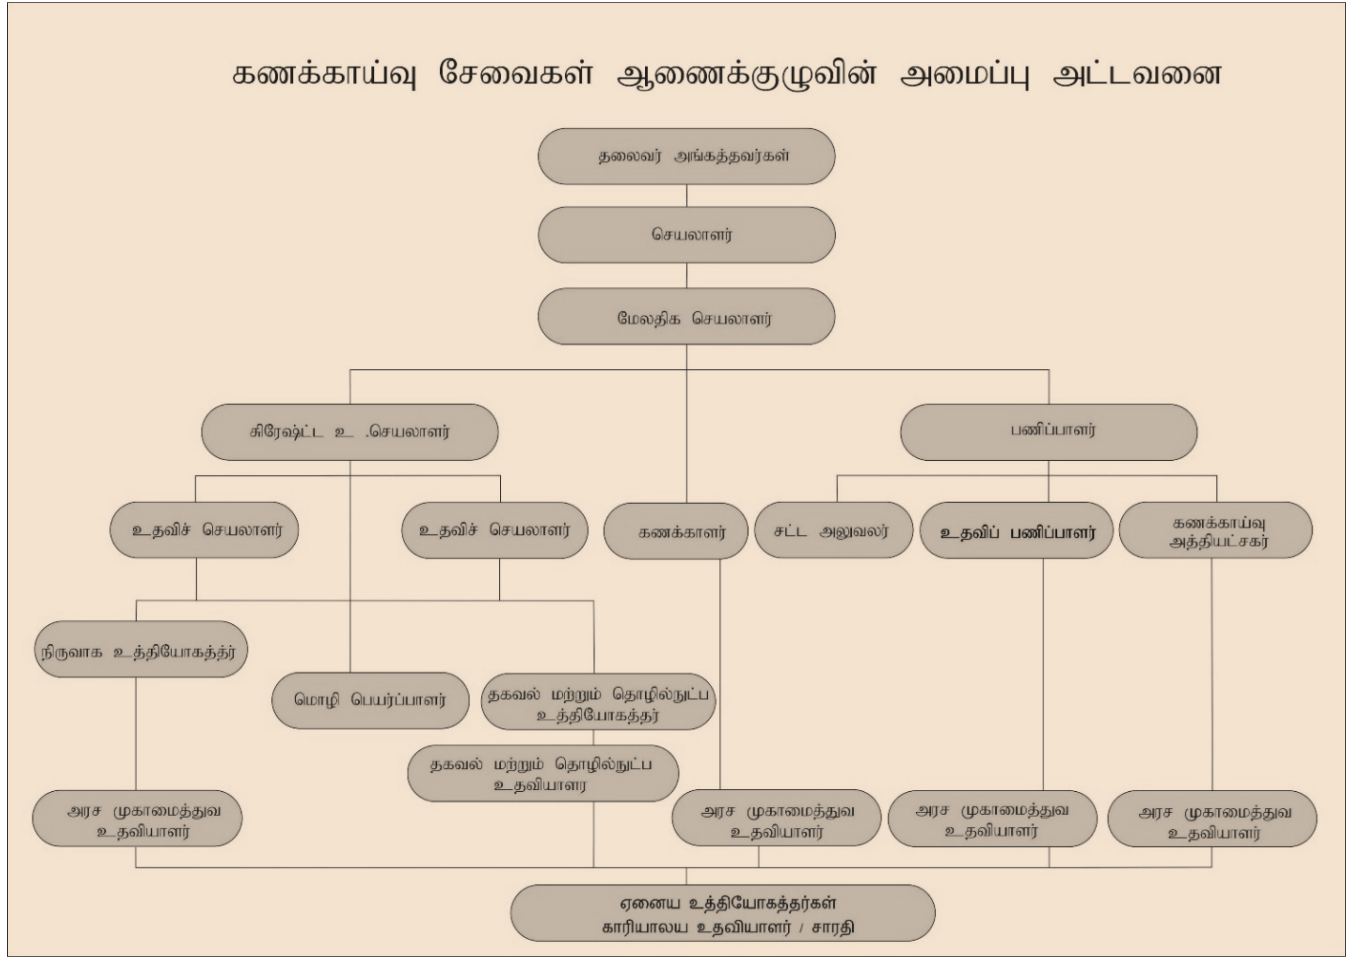 கணக்காய்வு சேவைகள் ஆணைக்குழுவின் அமைப்பு அட்டவணை
தலைவர் அங்கத்தவர்கள்
செயலாளர்
மேலதிக செயலாளர்
சிரேஷ்ட்ட உ .செயலாளர்
பணிப்பாளர்
உதவிச் செயலாளர்
உதவிச் செயலாளர்
கணக்காளர்
சட்ட அலுவலர்
உதவிப் பணிப்பாளர்
கணக்காய்வு
அத்தியட்சகர்
நிருவாக உத்தியோகத்த்ர்
மொழி பெயர்ப்பாளர்
தகவல் மற்றும் தொழில்நுட்ப
உத்தியோகத்தர்
தகவல் மற்றும் தொழில்நுட்ப
உதவியாளர
அரச முகாமைத்துவ
உதவியாளர்
அரச முகாமைத்துவ
உதவியாளர்
அரச முகாமைத்துவ
உதவியாளர்
அரச முகாமைத்துவ
உதவியாளர்
ஏனைய உத்தியோகத்தர்கள்
காரியாலய உதவியாளர் / சாரதி